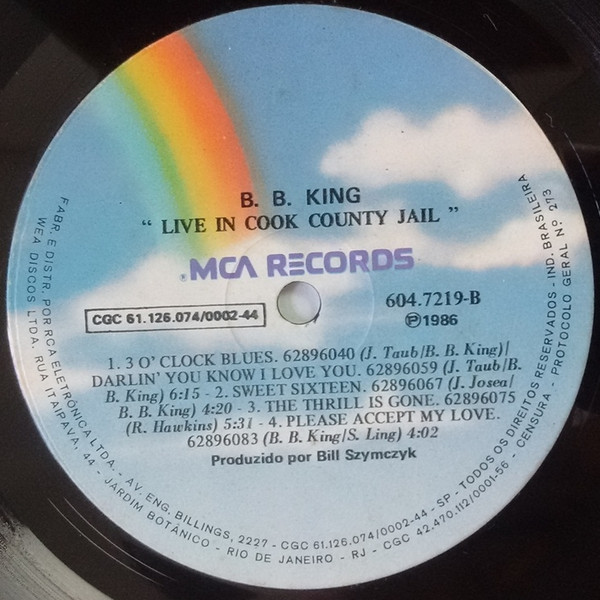 B. B. KING
“ LIVE IN COOK COUNTY JAIL ”
®MCA RECORDS
CGC 61.126.074/0002-44
604.7219-B
Ⓟ1986
1. 3 O' CLOCK BLUES. 62896040 (J. Taub/B. B. King)/
DARLIN' YOU KNOW I LOVE YOU. 62896059 (J. Taub/B.
B. King) 6:15 - 2. SWEET SIXTEEN. 62896067 (J. Josea/
B. B. King) 4:20 - 3. THE THRILL IS GONE. 62896075
(R. Hawkins) 5:31 - 4. PLEASE ACCEPT MY LOVE.
62896083 (B. B. King/S. Ling) 4:02
Produzido por Bill Szymczyk
FABR. E DISTR. POR RCA ELETRÔNICA LTDA. - AV. ENG. BILLINGS, 2227 - CGC 61.126.074/0002-44 - SP - TODOS OS DIREITOS RESERVADOS - IND. BRASILEIRA
WEA DISCOS LTDA. RUA ITAIPAVA, 44 - JARDIM BOTÂNICO - RIO DE JANEIRO - RJ - CGC 42.470.112/0001-56 - CENSURA - PROTOCOLO GERAL Nº 273